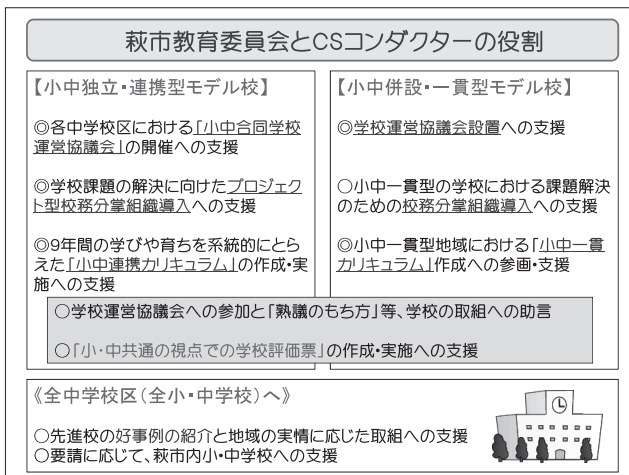 萩市教育委員会とCSコンダクターの役割
【小中独立・連携型モデル校】
◎各中学校区における「小中合同学校
運営協議会」の開催への支援
◎学校課題の解決に向けたプロジェク
ト型校務分掌組織導入への支援
◎9年間の学びや育ちを系統的にとら
えた「小中連携カリキュラム」の作成・実
施への支援
【小中併設・一貫型モデル校】
◎学校運営協議会設置への支援
○小中一貫型の学校における課題解決
のための校務分掌組織導入への支援
◎小中一貫型地域における「小中一貫
カリキュラム」作成への参画・支援
○学校運営協議会への参加と「熟議のもち方」等、学校の取組への助言
○「小・中共通の視点での学校評価票」の作成・実施への支援
《全中学校区(全小・中学校)へ》
○先進校の好事例の紹介と地域の実情に応じた取組への支援
○要請に応じて、萩市内小・中学校への支援